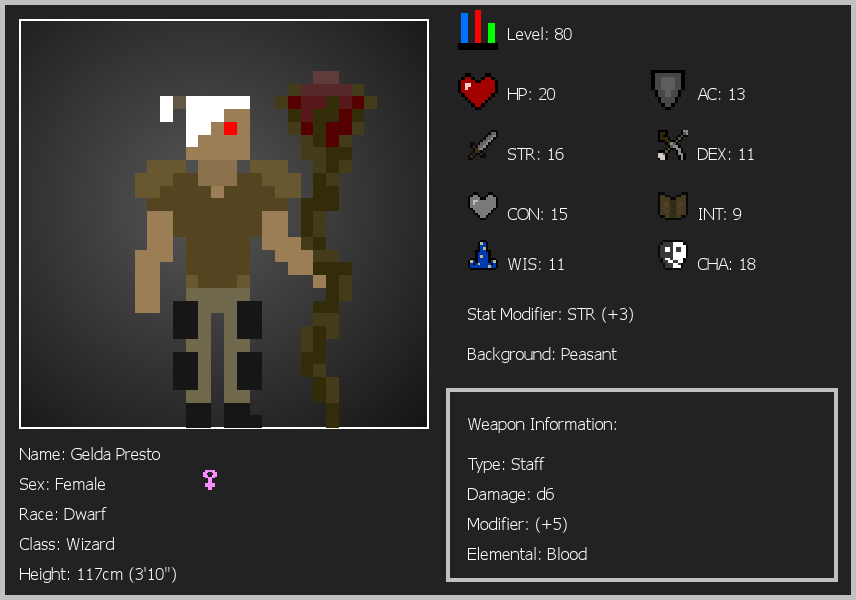 Level: 80
HP: 20
AC: 13
STR: 16
DEX: 11
CON: 15
INT: 9
WIS: 11
CHA: 18
Stat Modifier: STR (+3)
Background: Peasant
Weapon Information:
Type: Staff
Damage: d6
Modifier: (+5)
Elemental: Blood
Name: Gelda Presto
Sex: Female
Race: Dwarf
Class: Wizard
Height: 117cm (3'10")